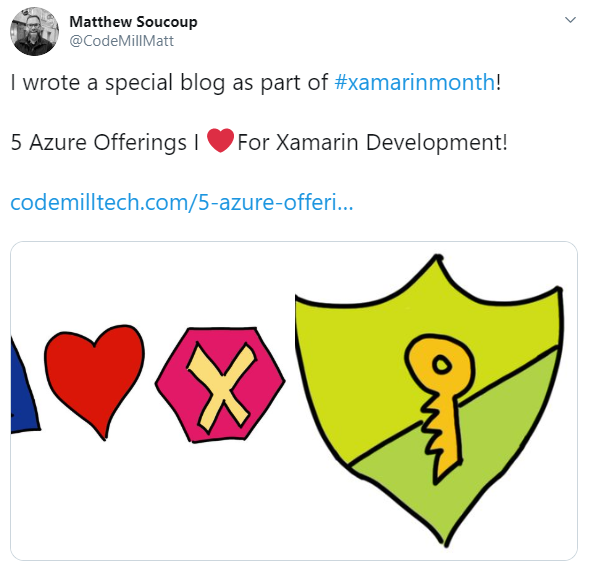 Matthew Soucoup
@CodeMillMatt
I wrote a special blog as part of #xamarinmonth!
5 Azure Offerings I ❤️ For Xamarin Development!
codemilltech.com/5-azure-offeri...
X